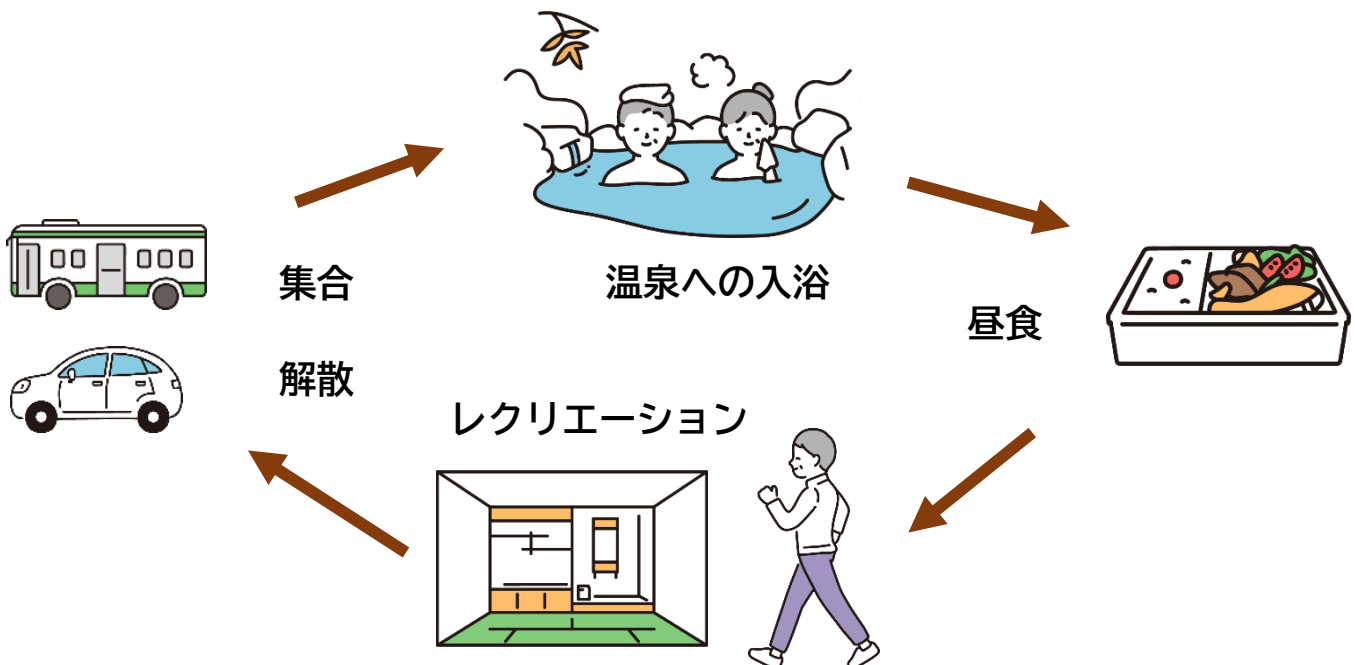 集合
温泉への入浴
昼食
解散
レクリエーション